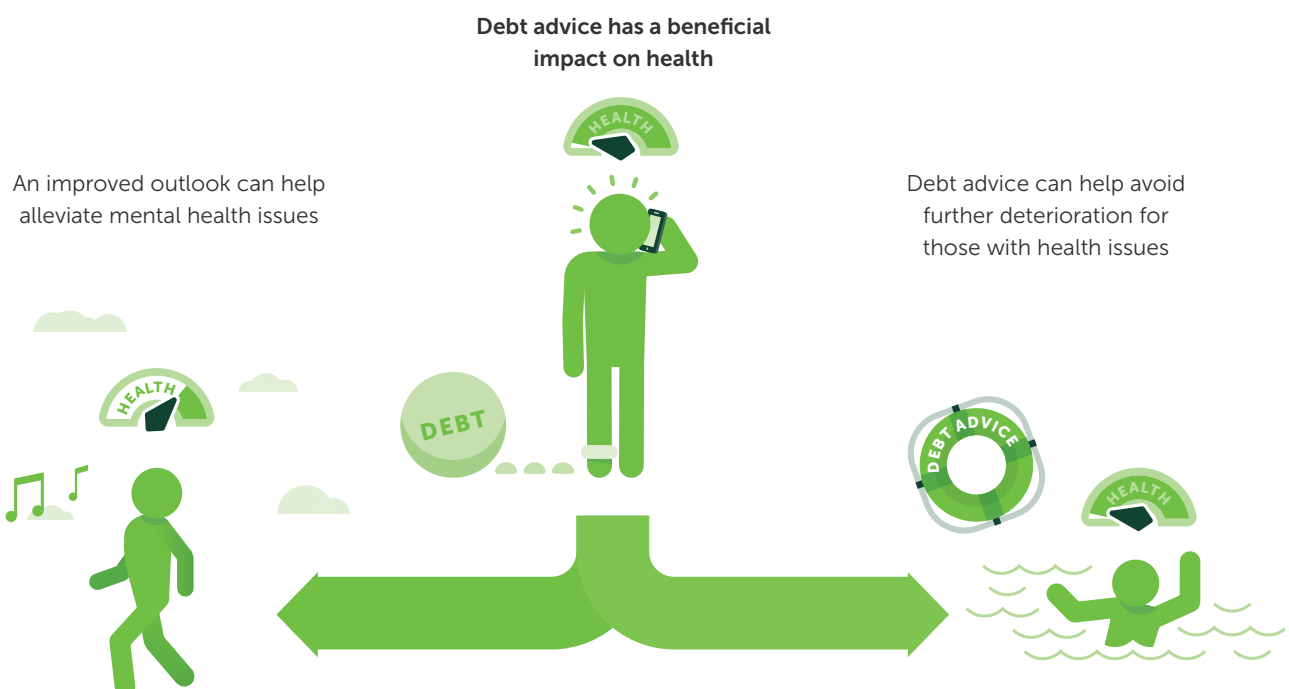 Debt advice has a beneficial
impact on health
HEALTH
An improved outlook can help
alleviate mental health issues
Debt advice can help avoid
further deterioration for
those with health issues
HEALTH
DEBT
DEBT ADVICE
HEALTH